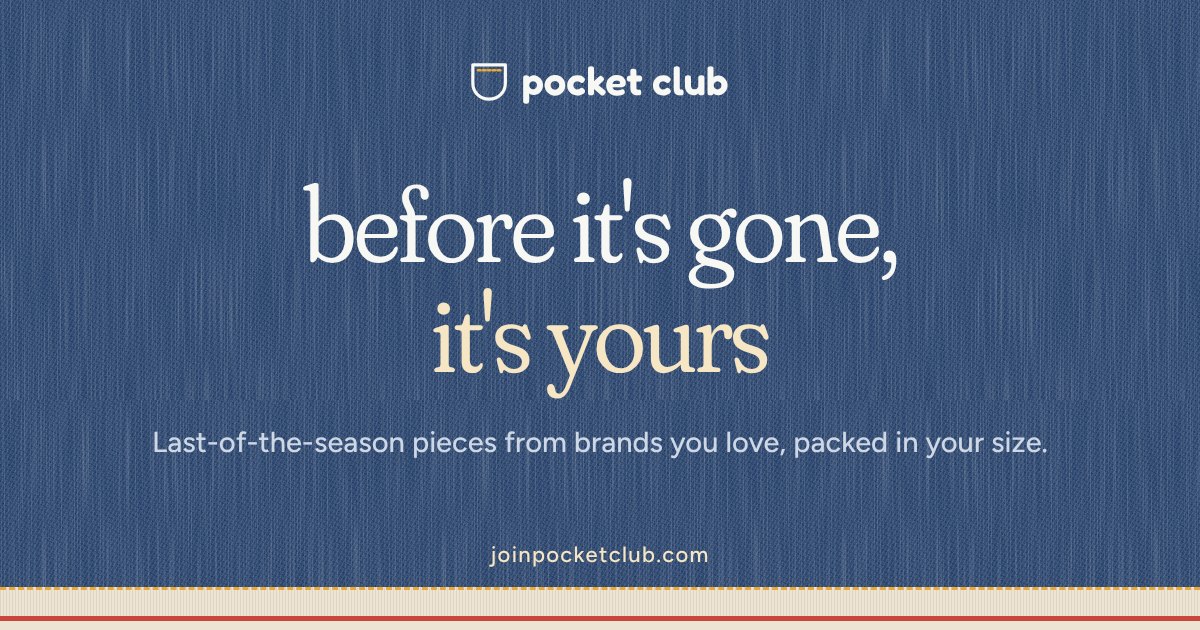 pocket club
before it's gone,
it's yours
Last-of-the-season pieces from brands you love, packed in your size.
joinpocketclub.com